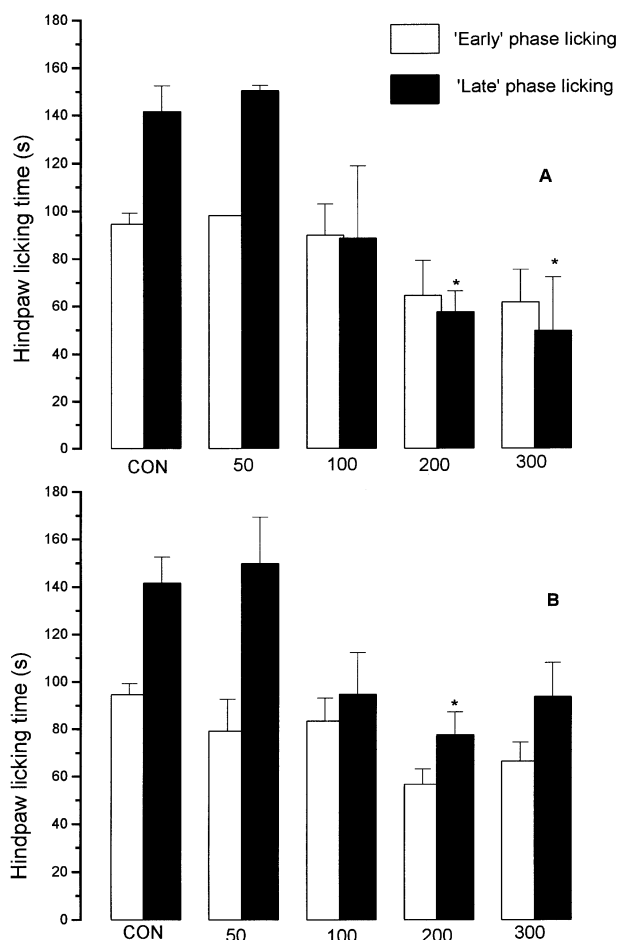 180
160
140
120
100
80
60
40
20
0
Hindpaw licking time (s)
'Early' phase licking
'Late' phase licking
A
*
*
CON 50 100 200 300
180
160
140
120
100
80
60
40
20
0
Hindpaw licking time (s)
B
*
CON 50 100 200 300